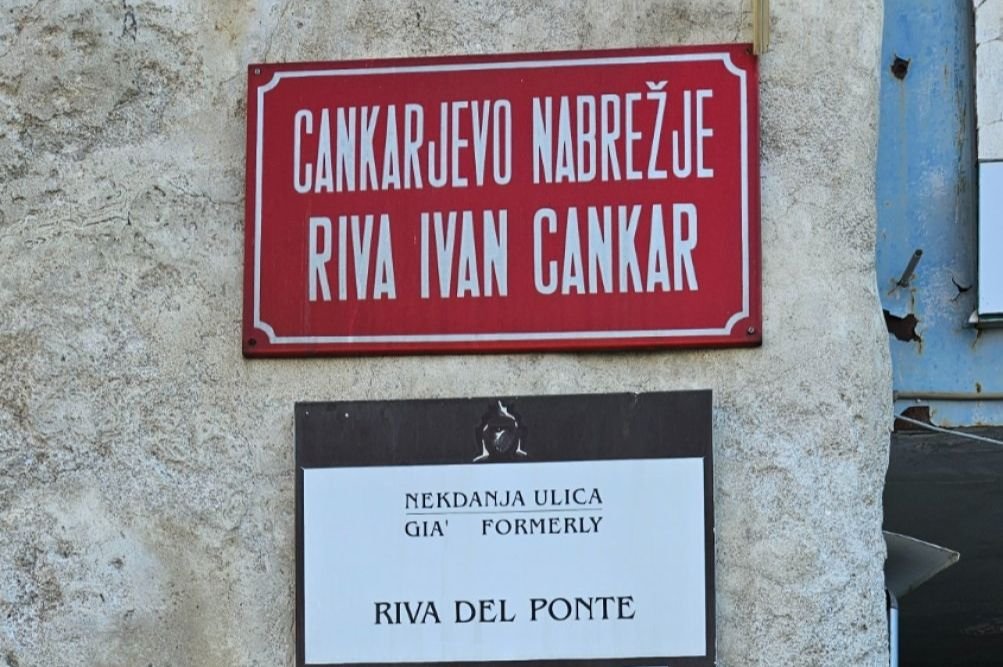 CANKARJEVO NABREŽJE
RIVA IVAN CANKAR
NEKDANJA ULICA
GIA' FORMERLY
RIVA DEL PONTE